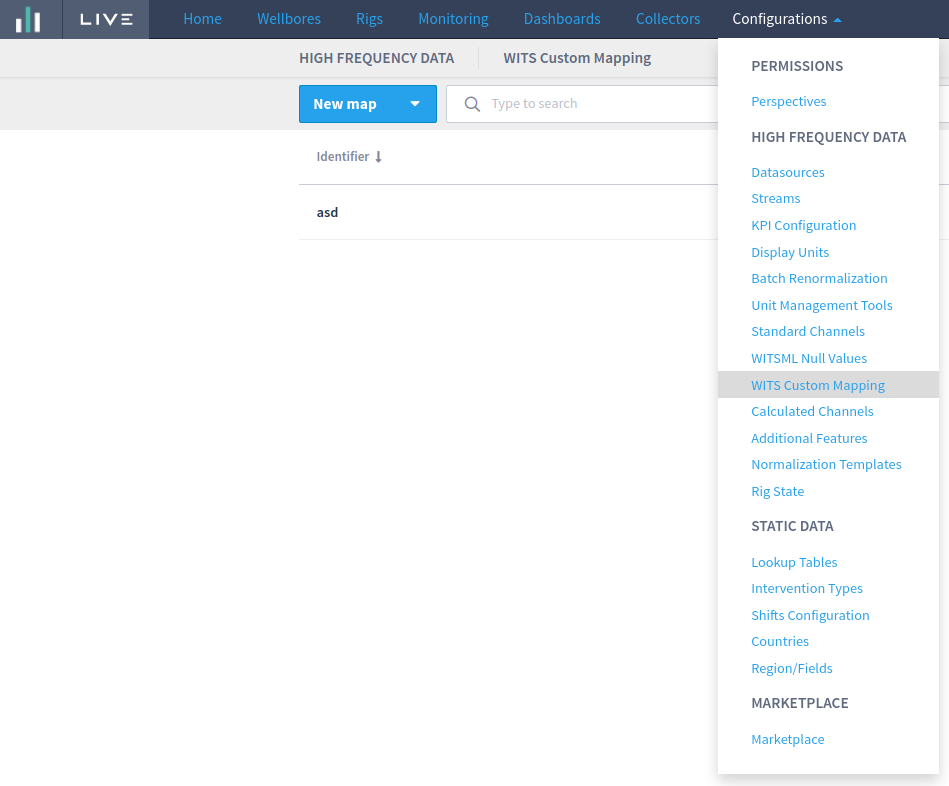 LIVE Home Wellbores Rigs Monitoring Dashboards Collectors Configurations
HIGH FREQUENCY DATA WITS Custom Mapping
New map Type to search
Identifier
asd
PERMISSIONS
Perspectives
HIGH FREQUENCY DATA
Datasources
Streams
KPI Configuration
Display Units
Batch Renormalization
Unit Management Tools
Standard Channels
WITSML Null Values
WITS Custom Mapping
Calculated Channels
Additional Features
Normalization Templates
Rig State
STATIC DATA
Lookup Tables
Intervention Types
Shifts Configuration
Countries
Region/Fields
MARKETPLACE
Marketplace